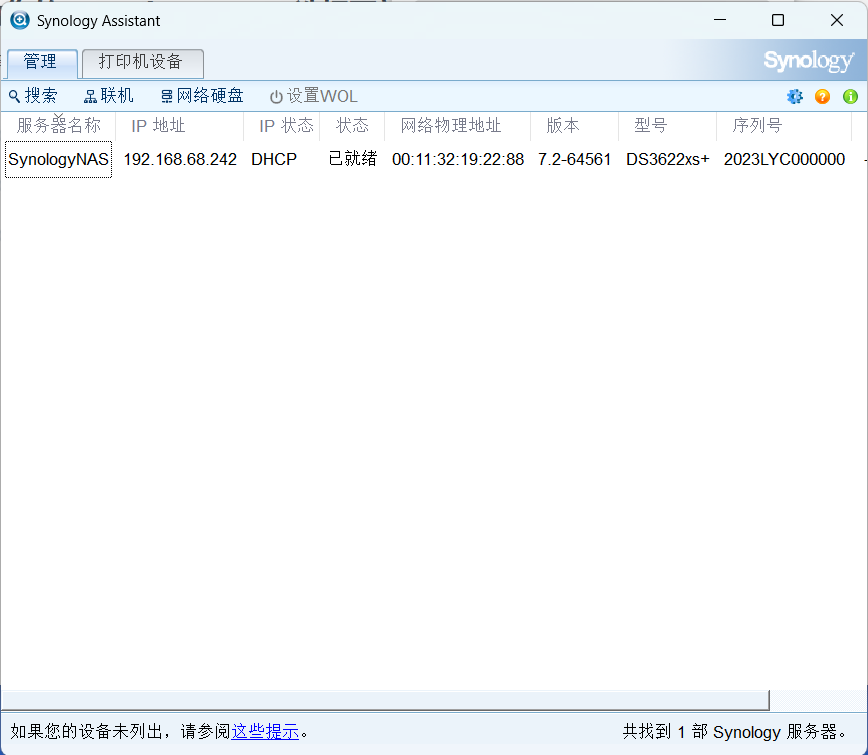 Synology Assistant
管理 打印机设备 Synology
搜索 联机 网络硬盘 设置WOL
服务器名称 IP 地址 IP 状态 状态 网络物理地址 版本 型号 序列号
SynologyNAS 192.168.68.242 DHCP 已就绪 00:11:32:19:22:88 7.2-64561 DS3622xs+ 2023LYC000000
如果您的设备未列出，请参阅这些提示。 共找到 1 部 Synology 服务器。